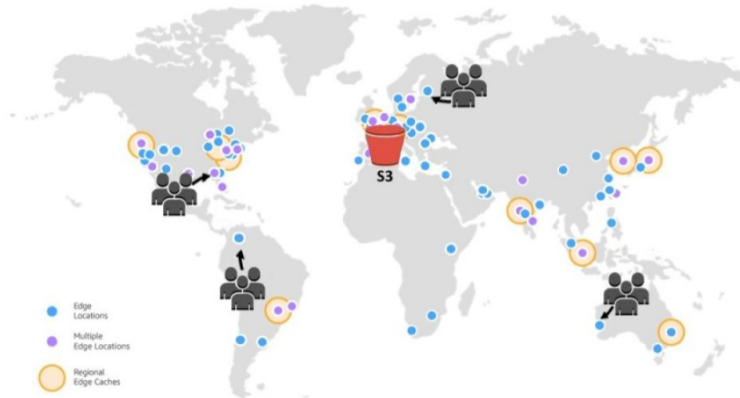 S3
Edge
Locations
Multiple
Edge Locations
Regional
Edge Caches